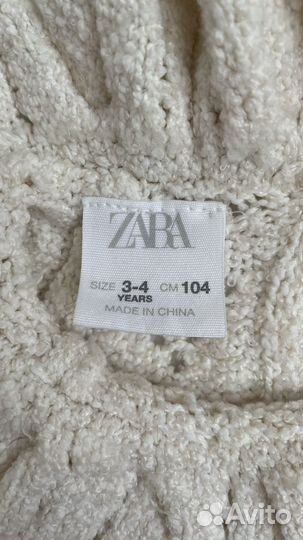 ZARA
SIZE 3-4 CM 104
YEARS
MADE IN CHINA
Avito